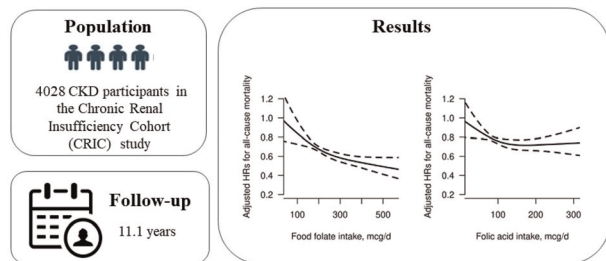 Population
4028 CKD participants in
the Chronic Renal
Insufficiency Cohort
(CRIC) study
Follow-up
11.1 years
Results
Adjusted HRs for all-cause mortality
1.2
1.0
0.8
0.6
0.4
0.2
100 300 500
Food folate intake, mcg/d
Adjusted HRs for all-cause mortality
1.2
1.0
0.8
0.6
0.4
0.2
100 200 300
Folic acid intake, mcg/d